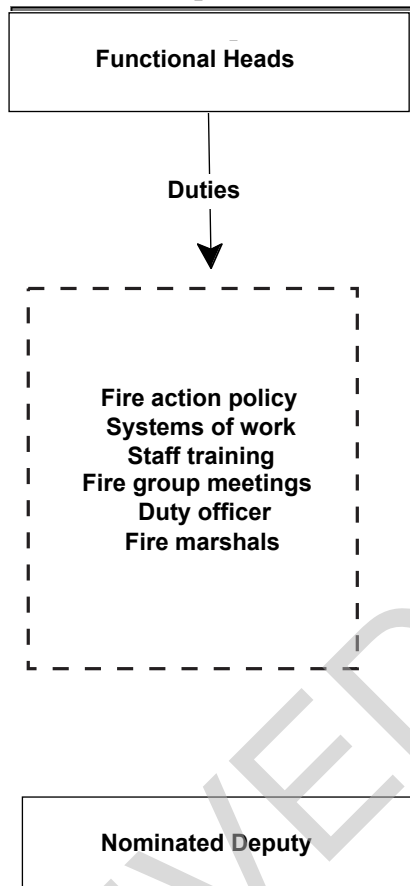 Functional Heads
Duties
Fire action policy
Systems of work
Staff training
Fire group meetings
Duty officer
Fire marshals
Nominated Deputy